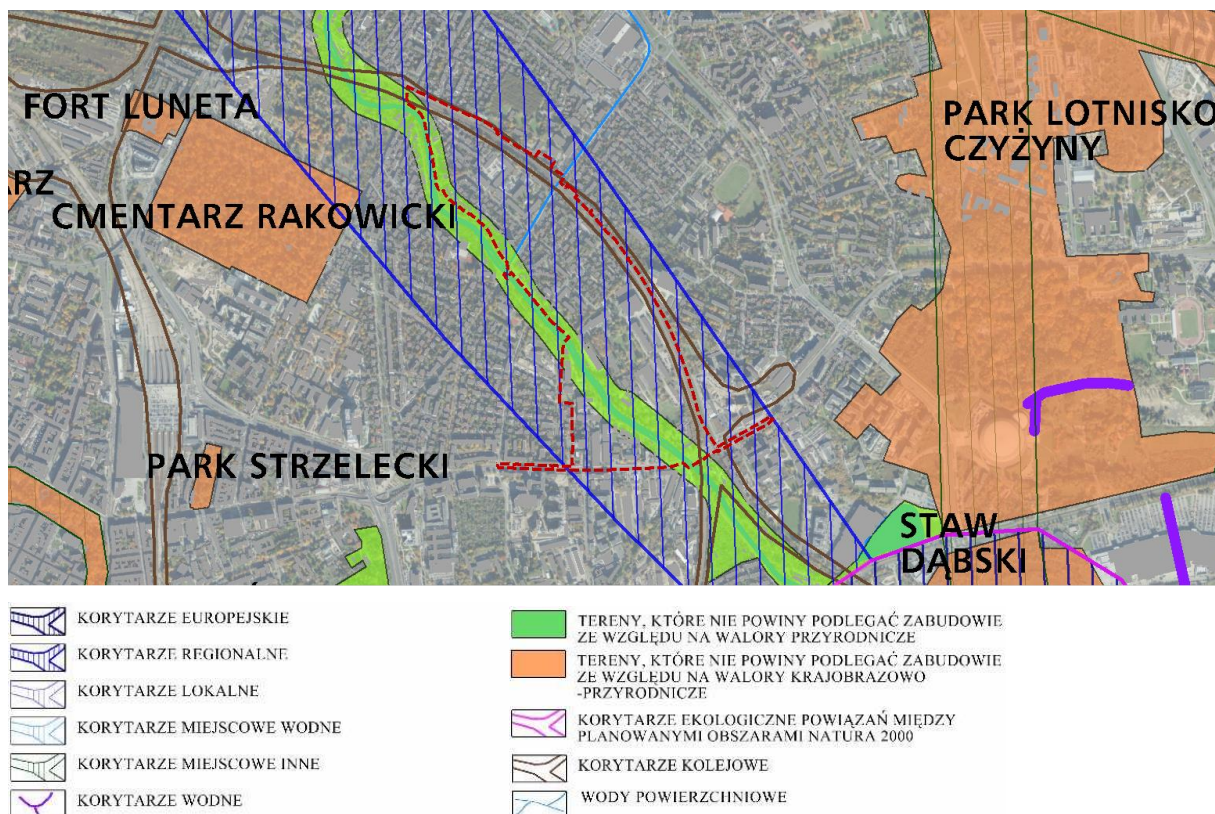 FORT LUNETA
PARK LOTNISKO
CZYŻYNY
ARZ
CMENTARZ RAKOWICKI
PARK STRZELECKI
STAW
DĄBSKI
KORYTARZE EUROPEJSKIE
KORYTARZE REGIONALNE
KORYTARZE LOKALNE
KORYTARZE MIEJSCOWE WODNE
KORYTARZE MIEJSCOWE INNE
KORYTARZE WODNE
TERENY, KTÓRE NIE POWINY PODLEGAĆ ZABUDOWIE
ZE WZGLĘDU NA WALORY PRZYRODNICZE
TERENY, KTÓRE NIE POWINY PODLEGAĆ ZABUDOWIE
ZE WZGLĘDU NA WALORY KRAJOBRAZOWO
-PRZYRODNICZE
KORYTARZE EKOLOGICZNE POWIĄZAŃ MIĘDZY
PLANOWANYMI OBSZARAMI NATURA 2000
KORYTARZE KOLEJOWE
WODY POWIERZCHNIOWE